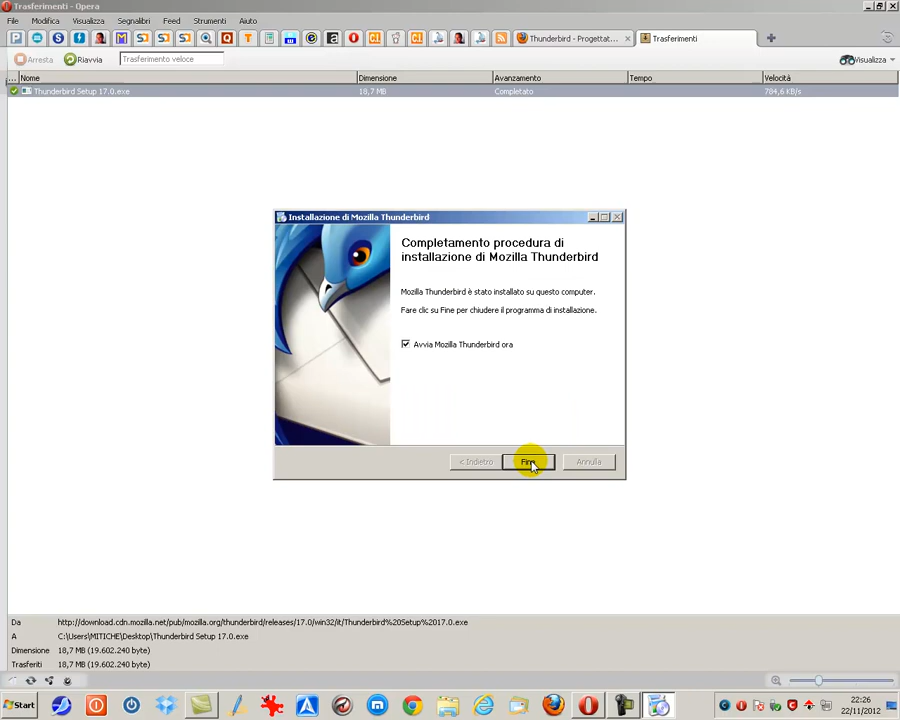 Trasferimenti - Opera
File Modifica Visualizza Segnalibri Feed Strumenti Aiuto
Thunderbird - Progettat... Trasferimenti
Arresta Riavvia Trasferimento veloce Visualizza
... Nome Dimensione Avanzamento Tempo Velocità
Thunderbird Setup 17.0.exe 18,7 MB Completato 784,6 KB/s
Installazione di Mozilla Thunderbird
Completamento procedura di
installazione di Mozilla Thunderbird
Mozilla Thunderbird è stato installato su questo computer.
Fare clic su Fine per chiudere il programma di installazione.
Avvia Mozilla Thunderbird ora
< Indietro Fine Annulla
Da http://download.cdn.mozilla.net/pub/mozilla.org/thunderbird/releases/17.0/win32/it/Thunderbird%20Setup%2017.0.exe
A C:\Users\MITICHE\Desktop\Thunderbird Setup 17.0.exe
Dimensione 18,7 MB (19.602.240 byte)
Trasferiti 18,7 MB (19.602.240 byte)
Start
22:26
22/11/2012